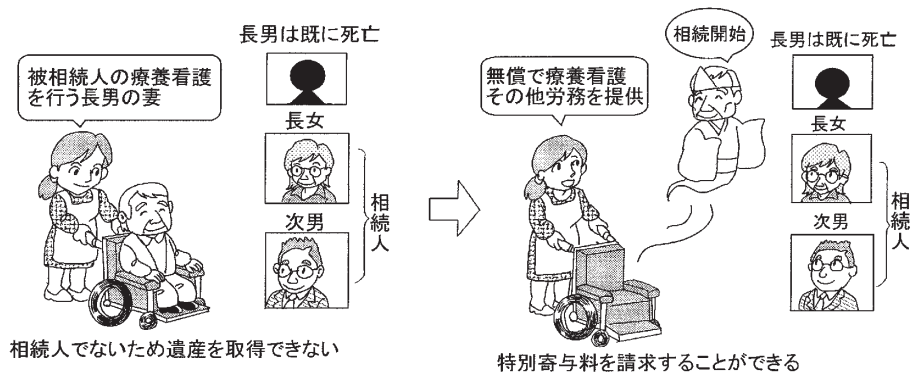 長男は既に死亡
被相続人の療養看護
を行う長男の妻
長女
次男
相続人
相続人でないため遺産を取得できない
相続開始
長男は既に死亡
無償で療養看護
その他労務を提供
長女
次男
相続人
特別寄与料を請求することができる